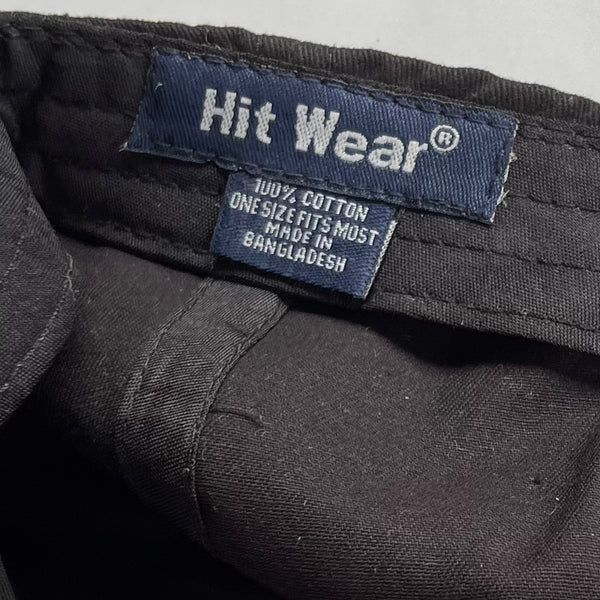 Hit Wear®
100% COTTON
ONE SIZE FITS MOST
MADE IN
BANGLADESH